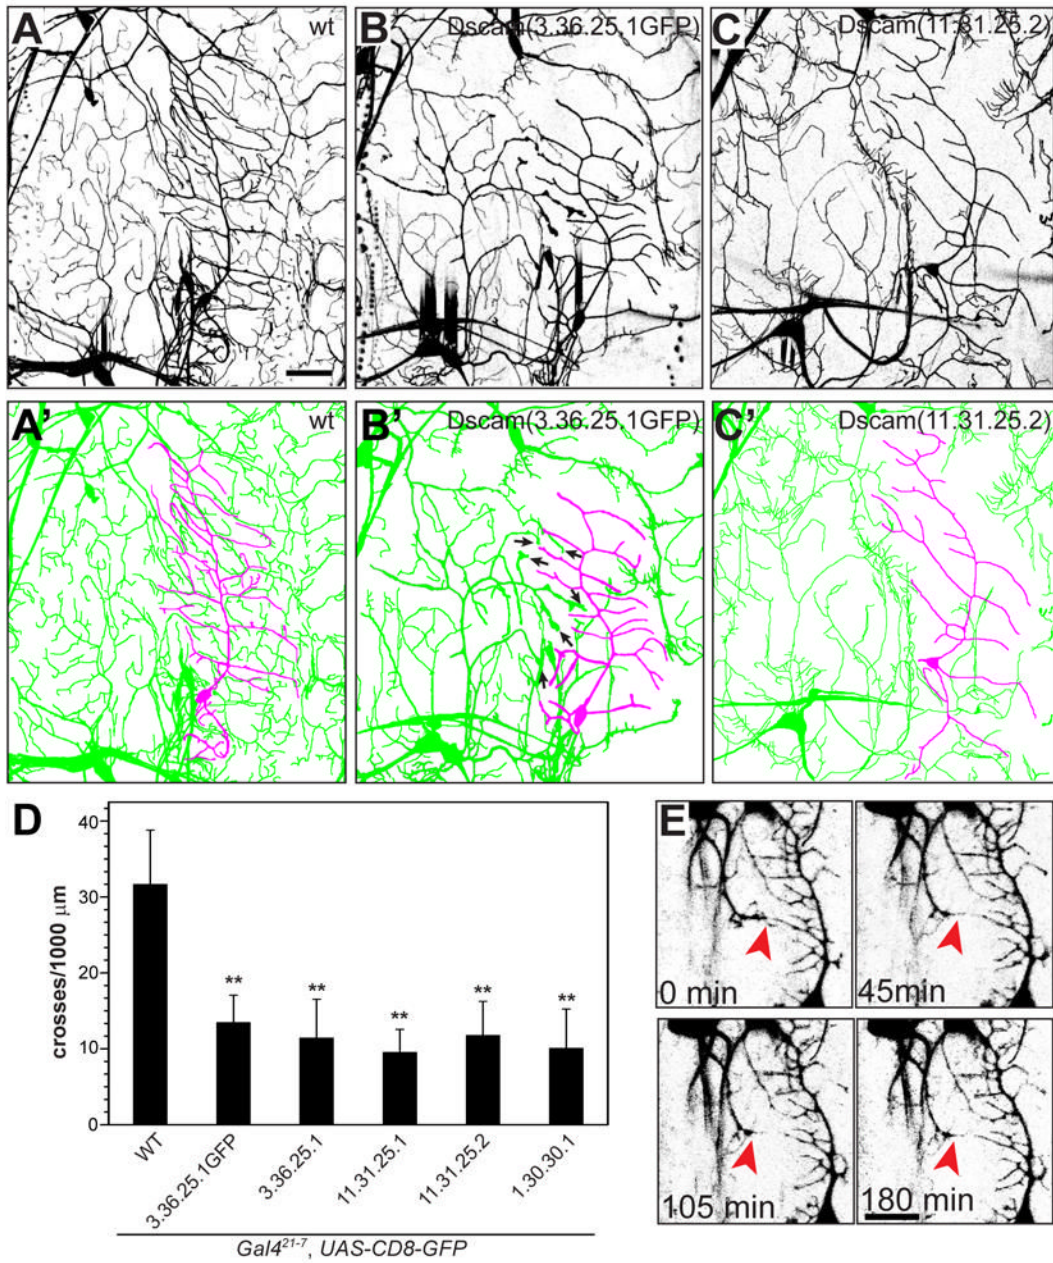 A wt
B Dscam(3.36.25.1GFP)
C Dscam(11.31.25.2)
A' wt
B' Dscam(3.36.25.1GFP)
C' Dscam(11.31.25.2)
D
40
30
20
10
0
crosses/1000 μm
**
**
**
**
**
WT
3.36.25.1GFP
3.36.25.1
11.31.25.1
11.31.25.2
1.30.30.1
Gal4²¹⁻⁷, UAS-CD8-GFP
E
0 min
45min
105 min
180 min